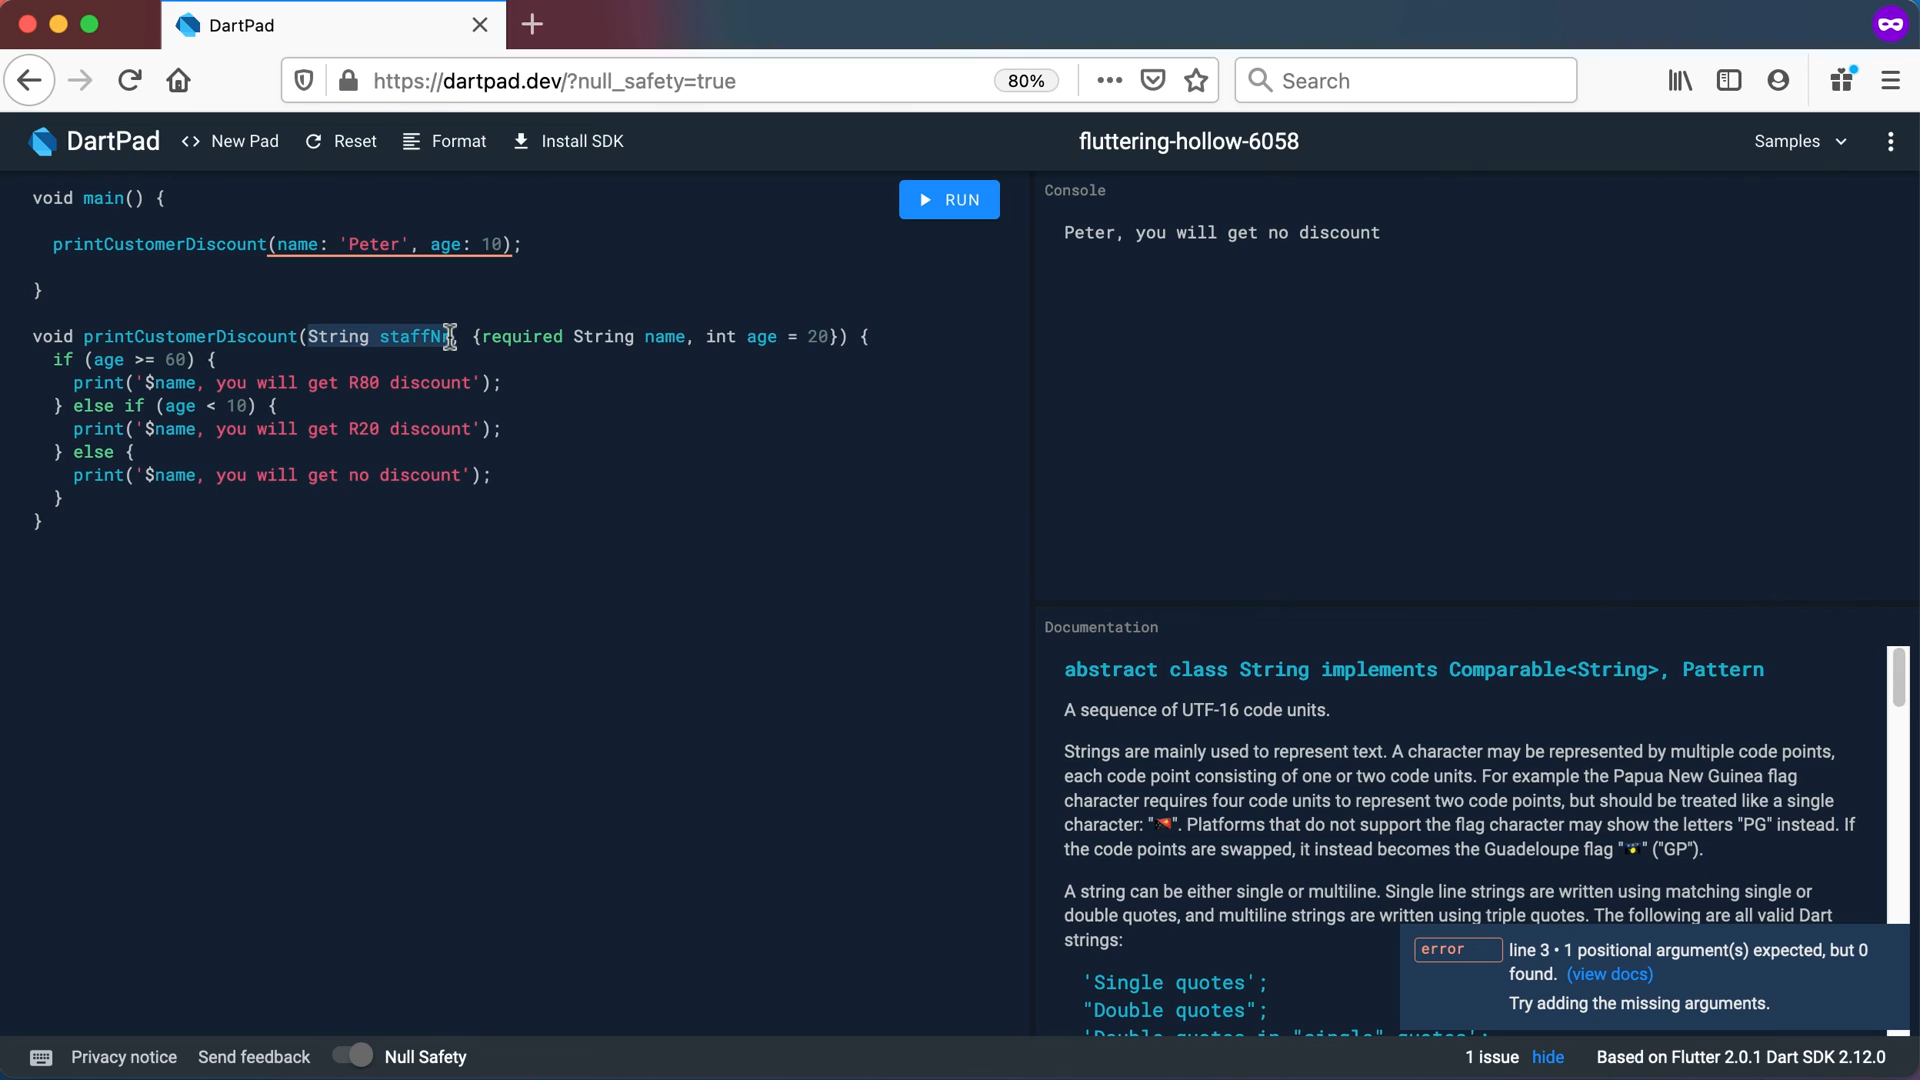 DartPad
https://dartpad.dev/?null_safety=true
80%
Search
DartPad
<> New Pad
Reset
Format
Install SDK
fluttering-hollow-6058
Samples
void main() {
RUN
printCustomerDiscount(name: 'Peter', age: 10);
}
void printCustomerDiscount(String staffNr, {required String name, int age = 20}) {
if (age >= 60) {
print('$name, you will get R80 discount');
} else if (age < 10) {
print('$name, you will get R20 discount');
} else {
print('$name, you will get no discount');
}
}
Console
Peter, you will get no discount
Documentation
abstract class String implements Comparable<String>, Pattern
A sequence of UTF-16 code units.
Strings are mainly used to represent text. A character may be represented by multiple code points,
each code point consisting of one or two code units. For example the Papua New Guinea flag
character requires four code units to represent two code points, but should be treated like a single
character: "🇵🇬". Platforms that do not support the flag character may show the letters "PG" instead. If
the code points are swapped, it instead becomes the Guadeloupe flag "🇬🇵" ("GP").
A string can be either single or multiline. Single line strings are written using matching single or
double quotes, and multiline strings are written using triple quotes. The following are all valid Dart
strings:
'Single quotes';
"Double quotes";
'Double quotes in "single" quotes';
error
line 3 • 1 positional argument(s) expected, but 0
found. (view docs)
Try adding the missing arguments.
Privacy notice
Send feedback
Null Safety
1 issue
hide
Based on Flutter 2.0.1 Dart SDK 2.12.0